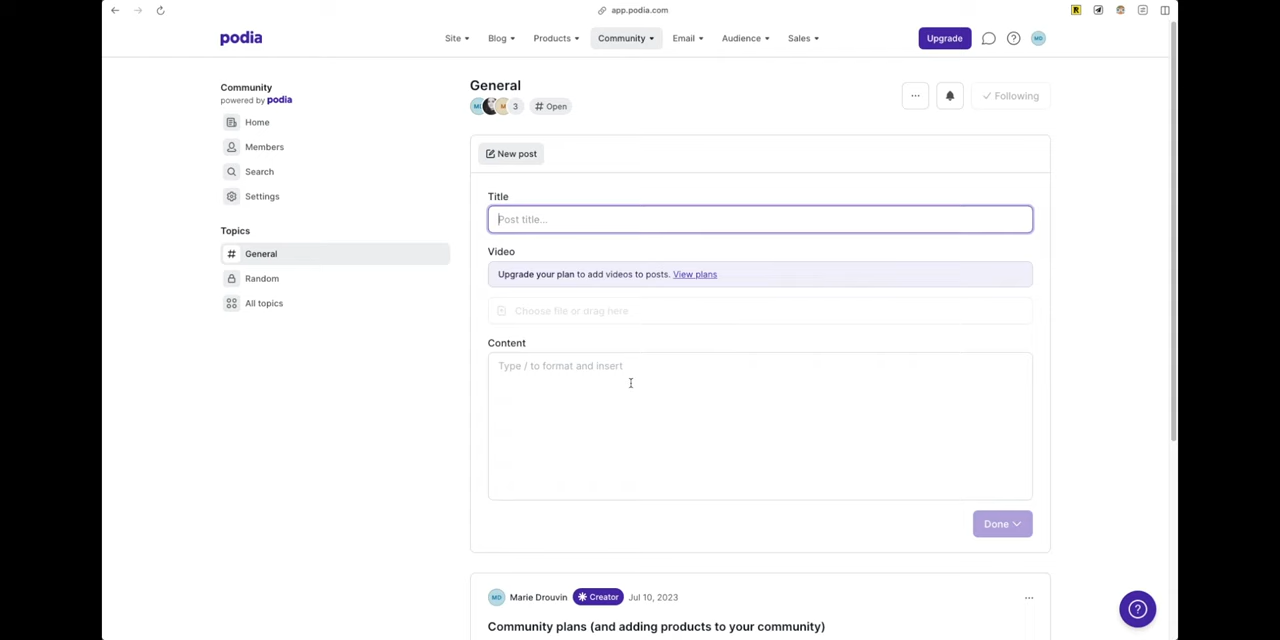 app.podia.com
podia
Site
Blog
Products
Community
Email
Audience
Sales
Upgrade
MD
Community
powered by podia
Home
Members
Search
Settings
Topics
General
Random
All topics
General
3
# Open
Following
New post
Title
Post title...
Video
Upgrade your plan to add videos to posts. View plans
Choose file or drag here
Content
Type / to format and insert
Done
MD Marie Drouvin Creator Jul 10, 2023
Community plans (and adding products to your community)